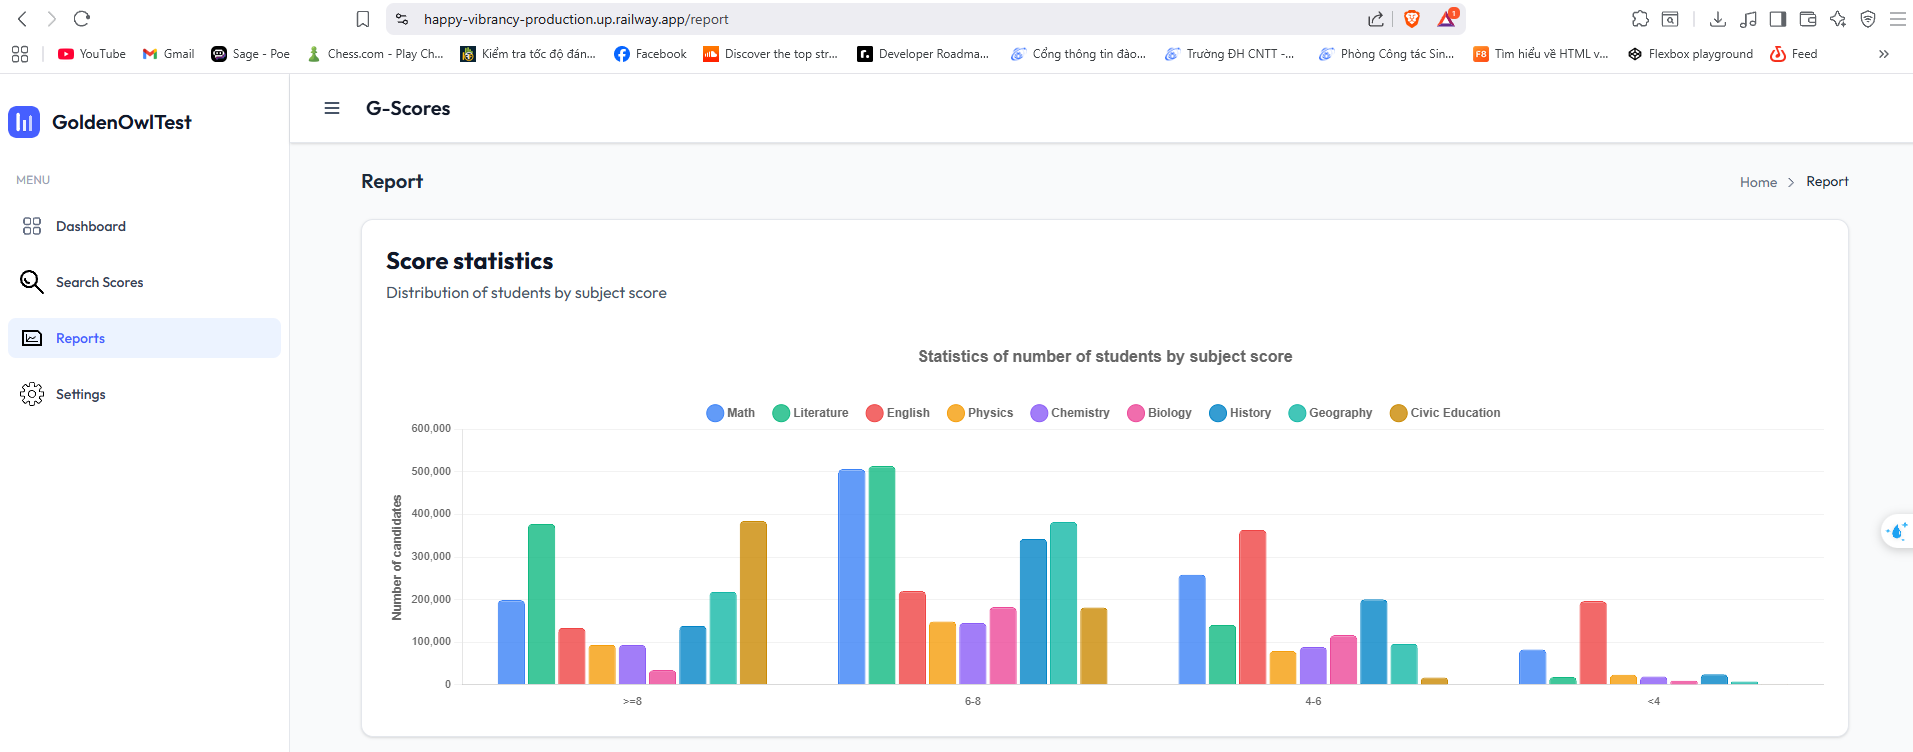 happy-vibrancy-production.up.railway.app/report
1
YouTube
Gmail
Sage - Poe
Chess.com - Play Ch...
Kiểm tra tốc độ đán...
Facebook
Discover the top str...
Developer Roadma...
Cổng thông tin đào...
Trường ĐH CNTT -...
Phòng Công tác Sin...
F8
Tìm hiểu về HTML v...
Flexbox playground
Feed
GoldenOwlTest
G-Scores
MENU
Dashboard
Search Scores
Reports
Settings
Report
Home > Report
Score statistics
Distribution of students by subject score
Statistics of number of students by subject score
Math Literature English Physics Chemistry Biology History Geography Civic Education
Number of candidates
600,000
500,000
400,000
300,000
200,000
100,000
0
>=8 6-8 4-6 <4